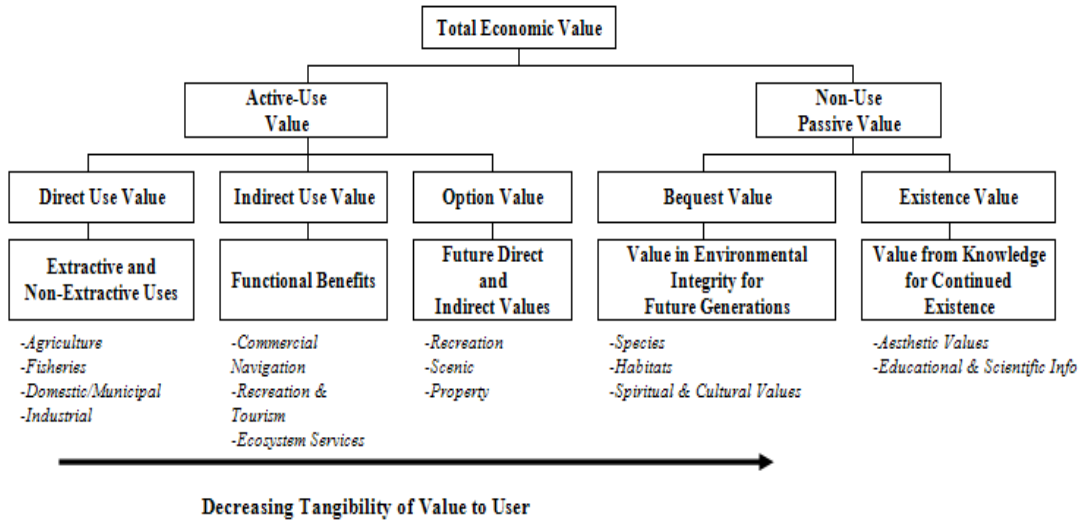 Total Economic Value
Active-Use
Value
Non-Use
Passive Value
Direct Use Value
Indirect Use Value
Option Value
Bequest Value
Existence Value
Extractive and
Non-Extractive Uses
Functional Benefits
Future Direct
and
Indirect Values
Value in Environmental
Integrity for
Future Generations
Value from Knowledge
for Continued
Existence
-Agriculture
-Fisheries
-Domestic/Municipal
-Industrial
-Commercial
Navigation
-Recreation &
Tourism
-Ecosystem Services
-Recreation
-Scenic
-Property
-Species
-Habitats
-Spiritual & Cultural Values
-Aesthetic Values
-Educational & Scientific Info
Decreasing Tangibility of Value to User